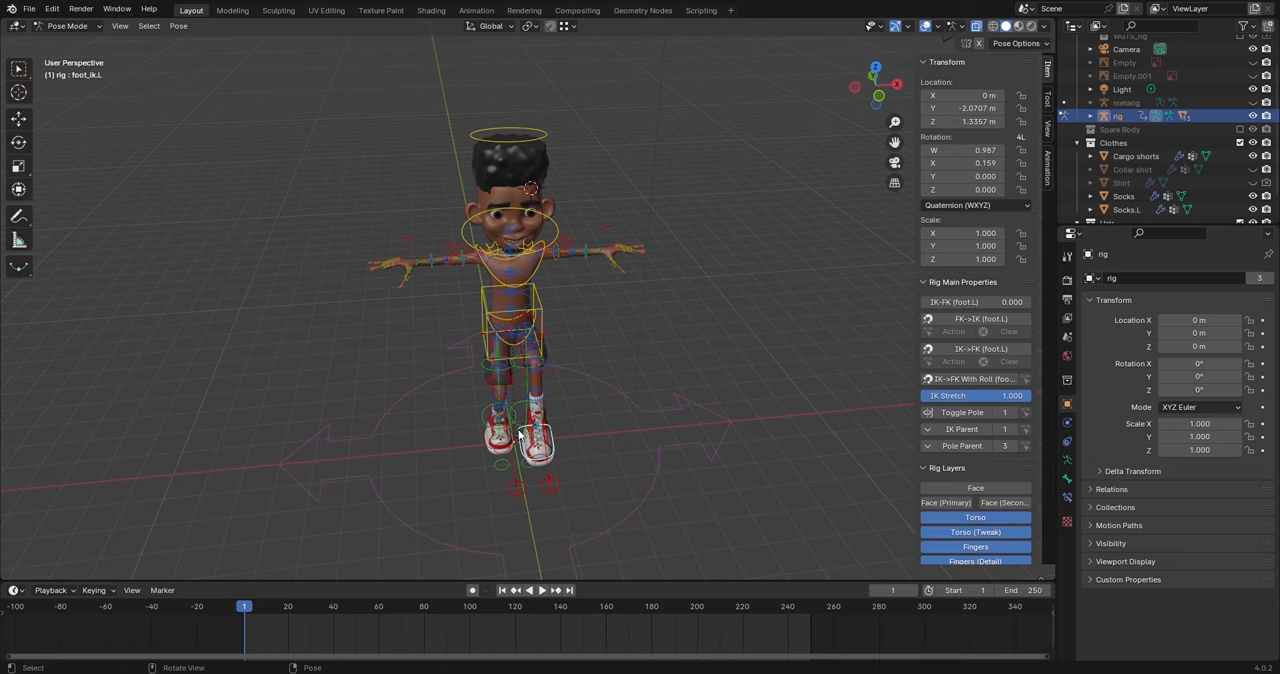 File Edit Render Window Help Layout Modeling Sculpting UV Editing Texture Paint Shading Animation Rendering Compositing Geometry Nodes Scripting + Scene ViewLayer
Pose Mode View Select Pose Global
X Pose Options
User Perspective
(1) rig : foot_ik.L
Item
Tool
View
Animation
Transform
Location:
X 0 m
Y -2.0707 m
Z 1.3357 m
Rotation: 4L
W 0.987
X 0.159
Y 0.000
Z 0.000
Quaternion (WXYZ)
Scale:
X 1.000
Y 1.000
Z 1.000
Rig Main Properties
IK-FK (foot.L) 0.000
FK->IK (foot.L)
Action Clear
IK->FK (foot.L)
Action Clear
IK->FK With Roll (foo...
IK Stretch 1.000
Toggle Pole 1
IK Parent 1
Pole Parent 3
Rig Layers
Face
Face (Primary) Face (Secon...
Torso
Torso (Tweak)
Fingers
Fingers (Detail)
Z
X
Y
WGTS_rig
Camera
Empty
Empty.001
Light
metarig
rig
Spare Body
Clothes
Cargo shorts
Collar shirt
Shirt
Socks
Socks.L
rig
rig 3
Transform
Location X 0 m
Y 0 m
Z 0 m
Rotation X 0°
Y 0°
Z 0°
Mode XYZ Euler
Scale X 1.000
Y 1.000
Z 1.000
Delta Transform
Relations
Collections
Motion Paths
Visibility
Viewport Display
Custom Properties
Playback Keying View Marker 1 Start 1 End 250
-100 -80 -60 -40 -20 1 20 40 60 80 100 120 140 160 180 200 220 240 260 280 300 320 340
Select Rotate View Pose 4.0.2